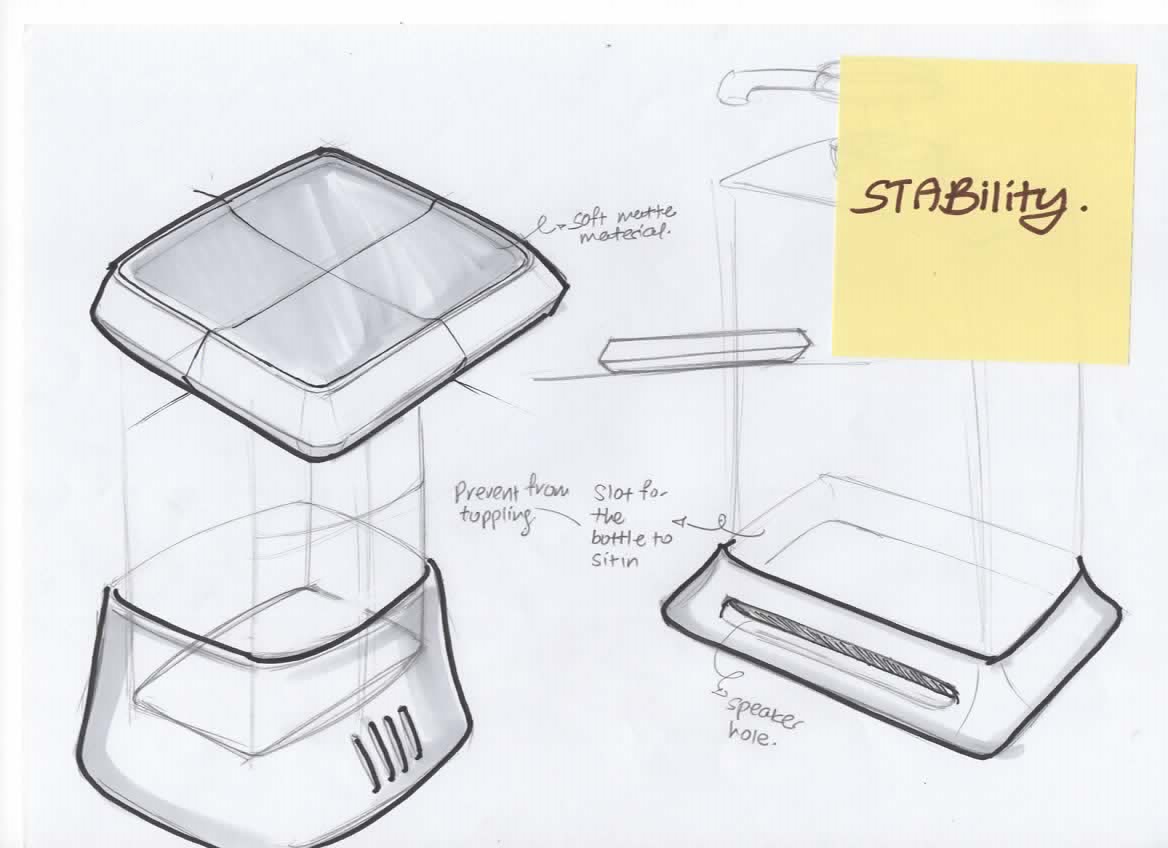 STABility.
soft matte
material.
Prevent from
toppling
Slot for
the
bottle to
sit in
speaker
hole.